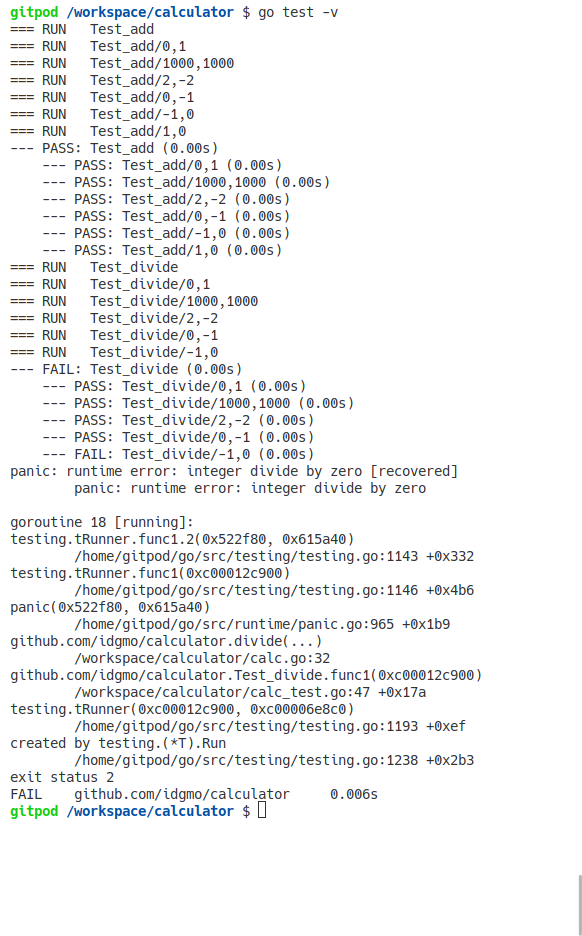 gitpod /workspace/calculator $ go test -v
=== RUN   Test_add
=== RUN   Test_add/0,1
=== RUN   Test_add/1000,1000
=== RUN   Test_add/2,-2
=== RUN   Test_add/0,-1
=== RUN   Test_add/-1,0
=== RUN   Test_add/1,0
--- PASS: Test_add (0.00s)
    --- PASS: Test_add/0,1 (0.00s)
    --- PASS: Test_add/1000,1000 (0.00s)
    --- PASS: Test_add/2,-2 (0.00s)
    --- PASS: Test_add/0,-1 (0.00s)
    --- PASS: Test_add/-1,0 (0.00s)
    --- PASS: Test_add/1,0 (0.00s)
=== RUN   Test_divide
=== RUN   Test_divide/0,1
=== RUN   Test_divide/1000,1000
=== RUN   Test_divide/2,-2
=== RUN   Test_divide/0,-1
=== RUN   Test_divide/-1,0
--- FAIL: Test_divide (0.00s)
    --- PASS: Test_divide/0,1 (0.00s)
    --- PASS: Test_divide/1000,1000 (0.00s)
    --- PASS: Test_divide/2,-2 (0.00s)
    --- PASS: Test_divide/0,-1 (0.00s)
    --- FAIL: Test_divide/-1,0 (0.00s)
panic: runtime error: integer divide by zero [recovered]
        panic: runtime error: integer divide by zero

goroutine 18 [running]:
testing.tRunner.func1.2(0x522f80, 0x615a40)
        /home/gitpod/go/src/testing/testing.go:1143 +0x332
testing.tRunner.func1(0xc00012c900)
        /home/gitpod/go/src/testing/testing.go:1146 +0x4b6
panic(0x522f80, 0x615a40)
        /home/gitpod/go/src/runtime/panic.go:965 +0x1b9
github.com/idgmo/calculator.divide(...)
        /workspace/calculator/calc.go:32
github.com/idgmo/calculator.Test_divide.func1(0xc00012c900)
        /workspace/calculator/calc_test.go:47 +0x17a
testing.tRunner(0xc00012c900, 0xc00006e8c0)
        /home/gitpod/go/src/testing/testing.go:1193 +0xef
created by testing.(*T).Run
        /home/gitpod/go/src/testing/testing.go:1238 +0x2b3
exit status 2
FAIL    github.com/idgmo/calculator     0.006s
gitpod /workspace/calculator $